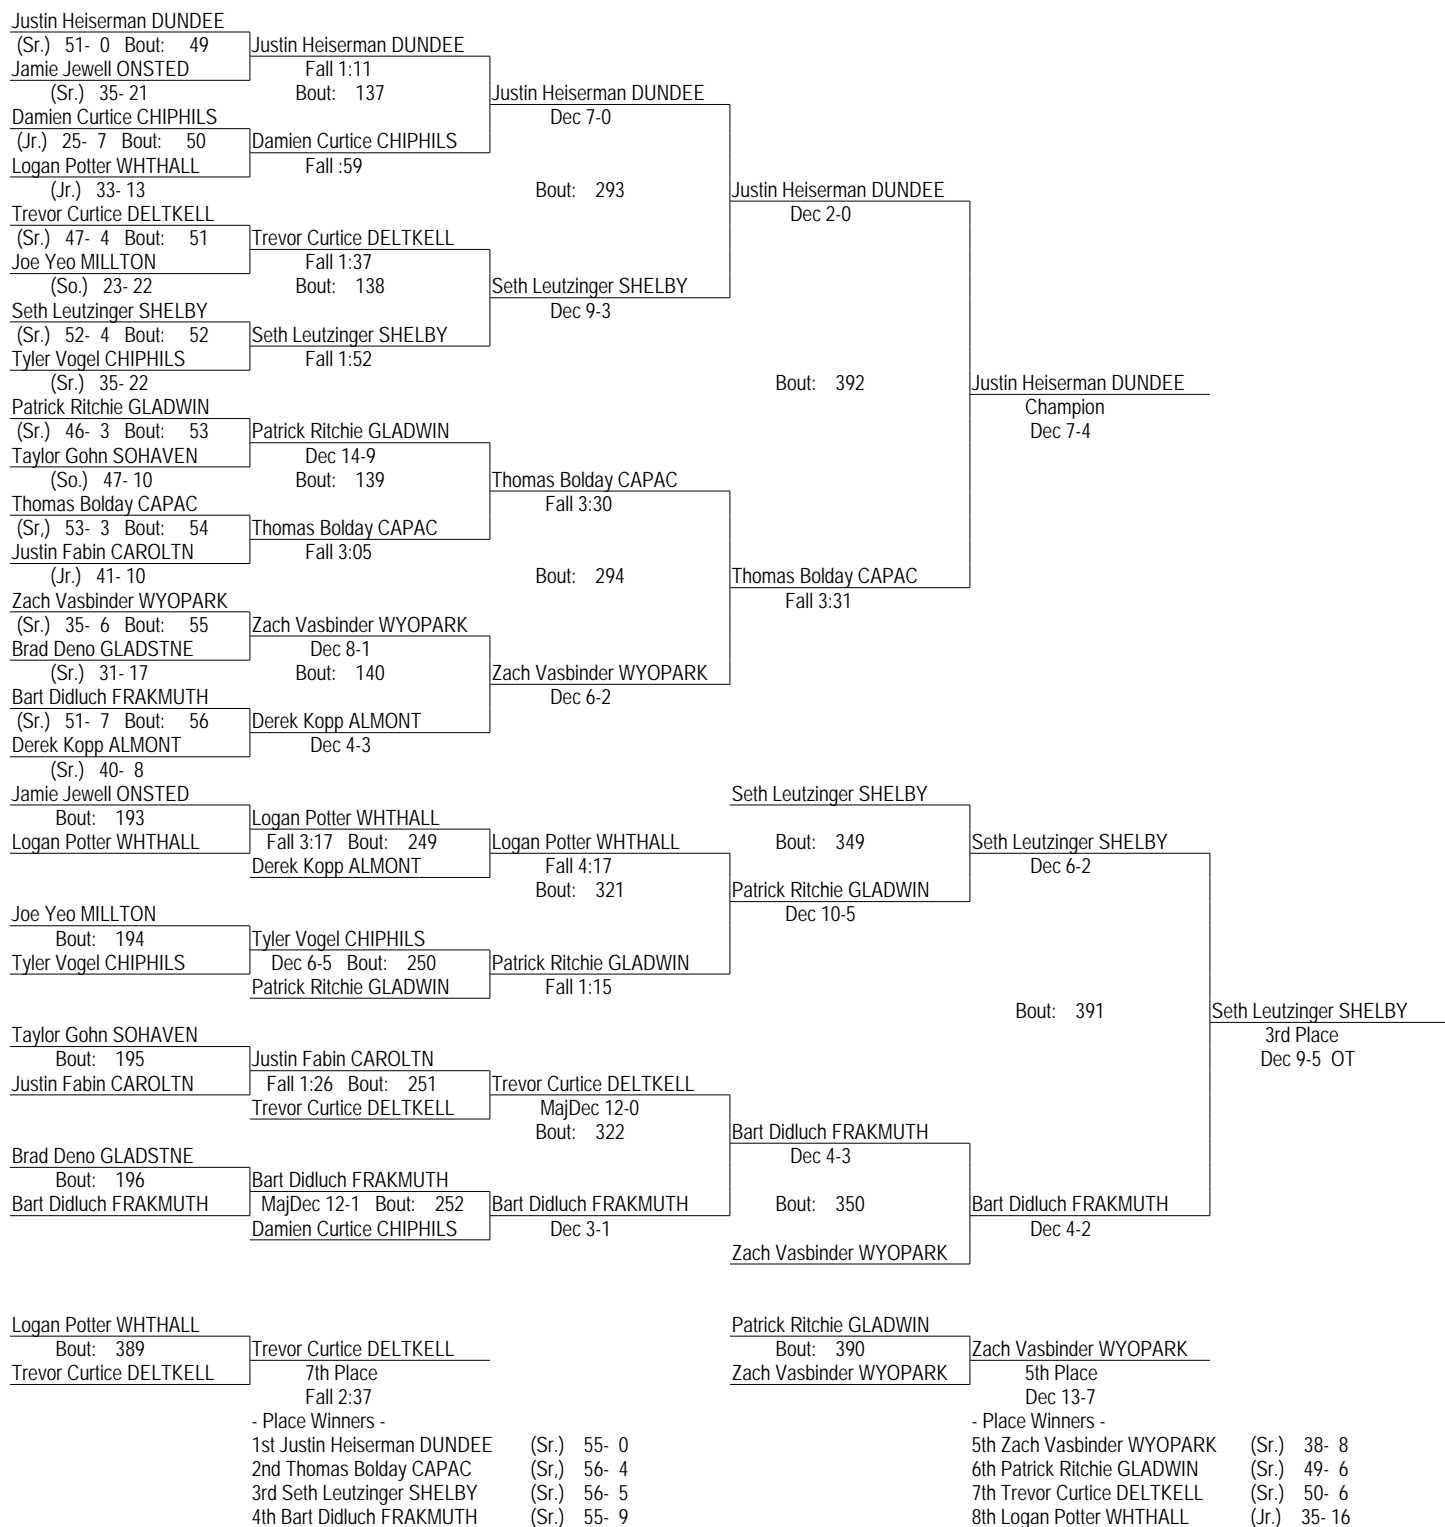 Justin Heiserman DUNDEE
(Sr.) 51- 0 Bout: 49 Justin Heiserman DUNDEE
Jamie Jewell ONSTED Fall 1:11
(Sr.) 35- 21 Bout: 137 Justin Heiserman DUNDEE
Damien Curtice CHIPHILS Dec 7-0
(Jr.) 25- 7 Bout: 50 Damien Curtice CHIPHILS
Logan Potter WHTHALL Fall :59
(Jr.) 33- 13 Bout: 293 Justin Heiserman DUNDEE
Trevor Curtice DELTKELL Dec 2-0
(Sr.) 47- 4 Bout: 51 Trevor Curtice DELTKELL
Joe Yeo MILLTON Fall 1:37
(So.) 23- 22 Bout: 138 Seth Leutzinger SHELBY
Seth Leutzinger SHELBY Dec 9-3
(Sr.) 52- 4 Bout: 52 Seth Leutzinger SHELBY
Tyler Vogel CHIPHILS Fall 1:52
(Sr.) 35- 22 Bout: 392 Justin Heiserman DUNDEE
Patrick Ritchie GLADWIN Champion
(Sr.) 46- 3 Bout: 53 Patrick Ritchie GLADWIN Dec 7-4
Taylor Gohn SOHAVEN Dec 14-9
(So.) 47- 10 Bout: 139 Thomas Bolday CAPAC
Thomas Bolday CAPAC Fall 3:30
(Sr,) 53- 3 Bout: 54 Thomas Bolday CAPAC
Justin Fabin CAROLTN Fall 3:05
(Jr.) 41- 10 Bout: 294 Thomas Bolday CAPAC
Zach Vasbinder WYOPARK Fall 3:31
(Sr.) 35- 6 Bout: 55 Zach Vasbinder WYOPARK
Brad Deno GLADSTNE Dec 8-1
(Sr.) 31- 17 Bout: 140 Zach Vasbinder WYOPARK
Bart Didluch FRAKMUTH Dec 6-2
(Sr.) 51- 7 Bout: 56 Derek Kopp ALMONT
Derek Kopp ALMONT Dec 4-3
(Sr.) 40- 8
Jamie Jewell ONSTED Seth Leutzinger SHELBY
Bout: 193 Logan Potter WHTHALL
Logan Potter WHTHALL Fall 3:17 Bout: 249 Logan Potter WHTHALL Bout: 349 Seth Leutzinger SHELBY
Derek Kopp ALMONT Fall 4:17 Dec 6-2
Bout: 321 Patrick Ritchie GLADWIN
Joe Yeo MILLTON Dec 10-5
Bout: 194 Tyler Vogel CHIPHILS
Tyler Vogel CHIPHILS Dec 6-5 Bout: 250 Patrick Ritchie GLADWIN
Patrick Ritchie GLADWIN Fall 1:15
Bout: 391 Seth Leutzinger SHELBY
Taylor Gohn SOHAVEN 3rd Place
Bout: 195 Justin Fabin CAROLTN Dec 9-5 OT
Justin Fabin CAROLTN Fall 1:26 Bout: 251 Trevor Curtice DELTKELL
Trevor Curtice DELTKELL MajDec 12-0
Bout: 322 Bart Didluch FRAKMUTH
Brad Deno GLADSTNE Dec 4-3
Bout: 196 Bart Didluch FRAKMUTH
Bart Didluch FRAKMUTH MajDec 12-1 Bout: 252 Bart Didluch FRAKMUTH Bout: 350 Bart Didluch FRAKMUTH
Damien Curtice CHIPHILS Dec 3-1 Dec 4-2
Zach Vasbinder WYOPARK
Logan Potter WHTHALL Patrick Ritchie GLADWIN
Bout: 389 Trevor Curtice DELTKELL Bout: 390 Zach Vasbinder WYOPARK
Trevor Curtice DELTKELL 7th Place Zach Vasbinder WYOPARK 5th Place
Fall 2:37 Dec 13-7
- Place Winners - - Place Winners -
1st Justin Heiserman DUNDEE (Sr.) 55- 0 5th Zach Vasbinder WYOPARK (Sr.) 38- 8
2nd Thomas Bolday CAPAC (Sr,) 56- 4 6th Patrick Ritchie GLADWIN (Sr.) 49- 6
3rd Seth Leutzinger SHELBY (Sr.) 56- 5 7th Trevor Curtice DELTKELL (Sr.) 50- 6
4th Bart Didluch FRAKMUTH (Sr.) 55- 9 8th Logan Potter WHTHALL (Jr.) 35- 16